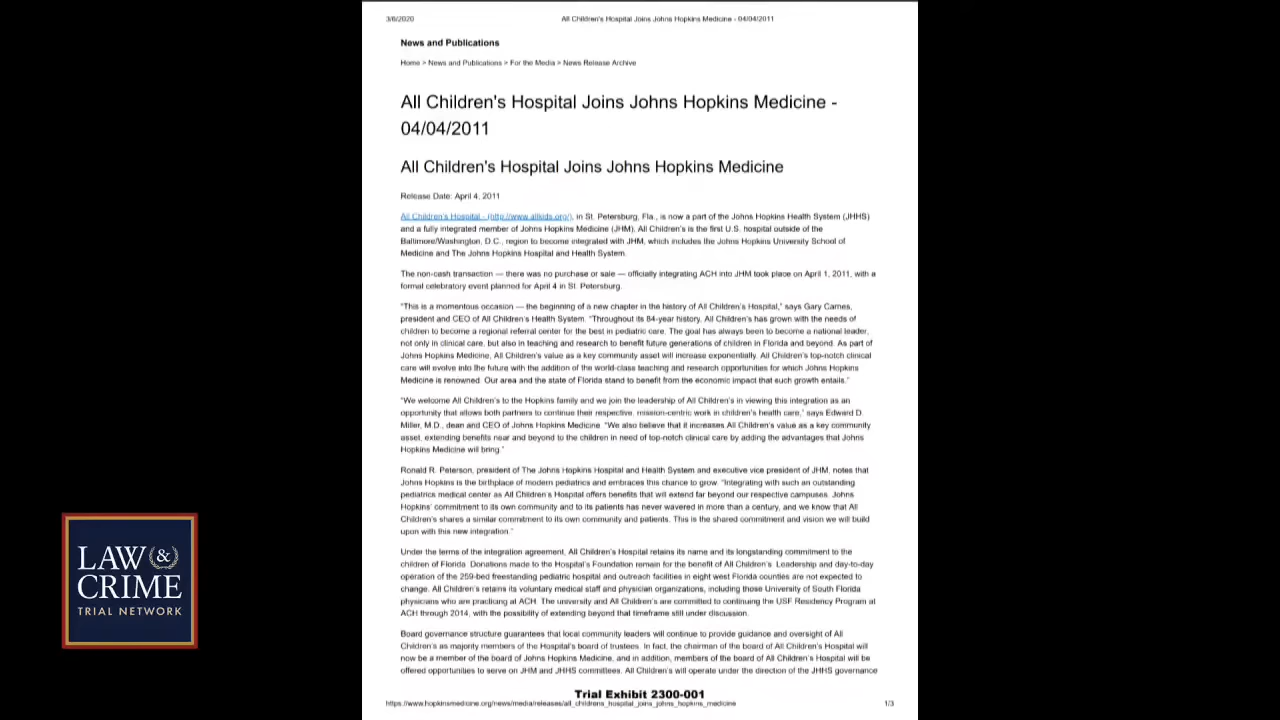 3/6/2020 All Children's Hospital Joins Johns Hopkins Medicine - 04/04/2011
News and Publications
Home > News and Publications > For the Media > News Release Archive
All Children's Hospital Joins Johns Hopkins Medicine -
04/04/2011
All Children's Hospital Joins Johns Hopkins Medicine
Release Date: April 4, 2011
All Children's Hospital - (http://www.allkids.org/), in St. Petersburg, Fla., is now a part of the Johns Hopkins Health System (JHHS)
and a fully integrated member of Johns Hopkins Medicine (JHM). All Children's is the first U.S. hospital outside of the
Baltimore/Washington, D.C., region to become integrated with JHM, which includes the Johns Hopkins University School of
Medicine and The Johns Hopkins Hospital and Health System.
The non-cash transaction — there was no purchase or sale — officially integrating ACH into JHM took place on April 1, 2011, with a
formal celebratory event planned for April 4 in St. Petersburg.
"This is a momentous occasion — the beginning of a new chapter in the history of All Children's Hospital," says Gary Carnes,
president and CEO of All Children's Health System. "Throughout its 84-year history, All Children's has grown with the needs of
children to become a regional referral center for the best in pediatric care. The goal has always been to become a national leader,
not only in clinical care, but also in teaching and research to benefit future generations of children in Florida and beyond. As part of
Johns Hopkins Medicine, All Children's value as a key community asset will increase exponentially. All Children's top-notch clinical
care will evolve into the future with the addition of the world-class teaching and research opportunities for which Johns Hopkins
Medicine is renowned. Our area and the state of Florida stand to benefit from the economic impact that such growth entails."
"We welcome All Children's to the Hopkins family and we join the leadership of All Children's in viewing this integration as an
opportunity that allows both partners to continue their respective, mission-centric work in children's health care," says Edward D.
Miller, M.D., dean and CEO of Johns Hopkins Medicine. "We also believe that it increases All Children's value as a key community
asset, extending benefits near and beyond to the children in need of top-notch clinical care by adding the advantages that Johns
Hopkins Medicine will bring."
Ronald R. Peterson, president of The Johns Hopkins Hospital and Health System and executive vice president of JHM, notes that
Johns Hopkins is the birthplace of modern pediatrics and embraces this chance to grow. "Integrating with such an outstanding
pediatrics medical center as All Children's Hospital offers benefits that will extend far beyond our respective campuses. Johns
Hopkins' commitment to its own community and to its patients has never wavered in more than a century, and we know that All
Children's shares a similar commitment to its own community and patients. This is the shared commitment and vision we will build
upon with this new integration."
Under the terms of the integration agreement, All Children's Hospital retains its name and its longstanding commitment to the
children of Florida. Donations made to the Hospital's Foundation remain for the benefit of All Children's. Leadership and day-to-day
operation of the 259-bed freestanding pediatric hospital and outreach facilities in eight west Florida counties are not expected to
change. All Children's retains its voluntary medical staff and physician organizations, including those University of South Florida
physicians who are practicing at ACH. The university and All Children's are committed to continuing the USF Residency Program at
ACH through 2014, with the possibility of extending beyond that timeframe still under discussion.
Board governance structure guarantees that local community leaders will continue to provide guidance and oversight of All
Children's as majority members of the Hospital's board of trustees. In fact, the chairman of the board of All Children's Hospital will
now be a member of the board of Johns Hopkins Medicine, and in addition, members of the board of All Children's Hospital will be
offered opportunities to serve on JHM and JHHS committees. All Children's will operate under the direction of the JHHS governance
Trial Exhibit 2300-001
https://www.hopkinsmedicine.org/news/media/releases/all_childrens_hospital_joins_johns_hopkins_medicine 1/3
LAW &
CRIME
TRIAL NETWORK